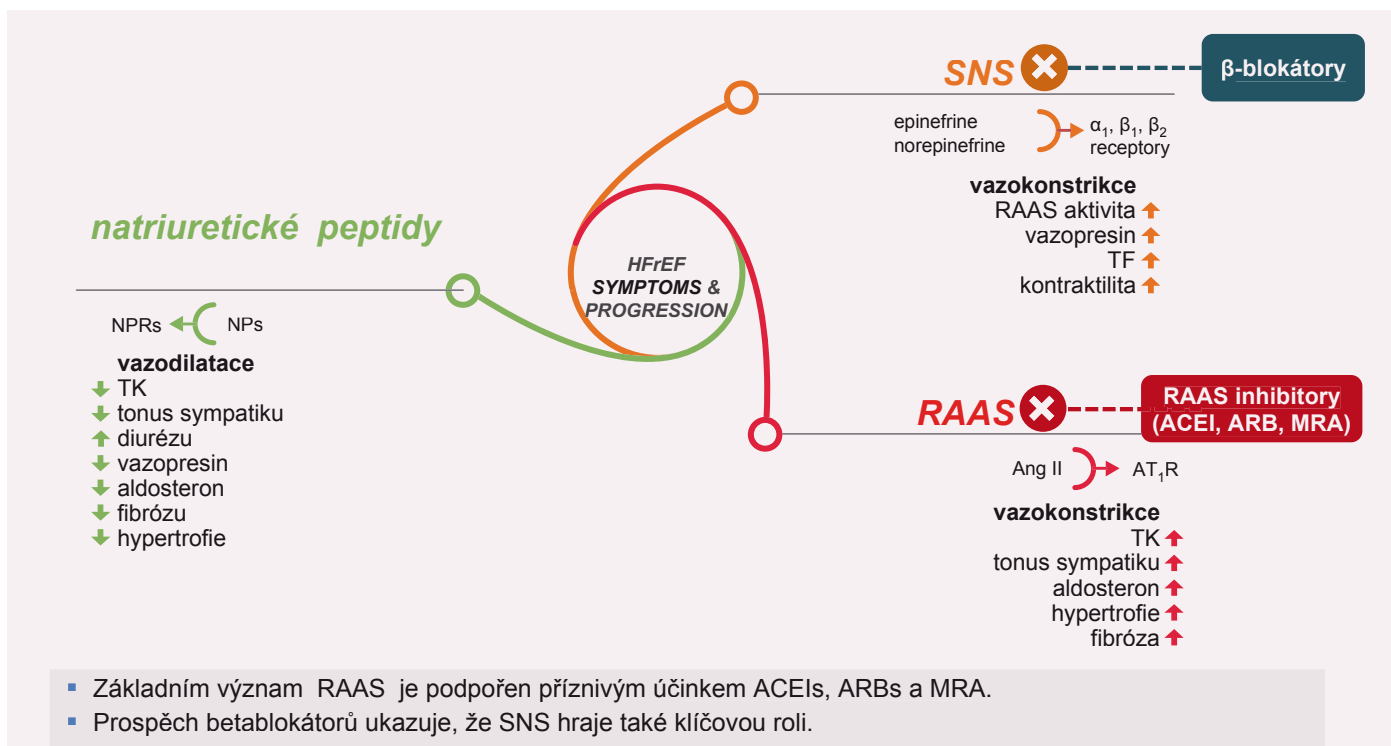 SNS
β-blokátory
epinefrine
norepinefrine
α₁, β₁, β₂
receptory
vazokonstrikce
RAAS aktivita
vazopresin
TF
kontraktilita
natriuretické peptidy
HFrEF
SYMPTOMS &
PROGRESSION
NPRs
NPs
vazodilatace
TK
tonus sympatiku
diurézu
vazopresin
aldosteron
fibrózu
hypertrofie
RAAS
RAAS inhibitory
(ACEI, ARB, MRA)
Ang II
AT₁R
vazokonstrikce
TK
tonus sympatiku
aldosteron
hypertrofie
fibróza
Základním význam RAAS je podpořen příznivým účinkem ACEIs, ARBs a MRA.
Prospěch betablokátorů ukazuje, že SNS hraje také klíčovou roli.